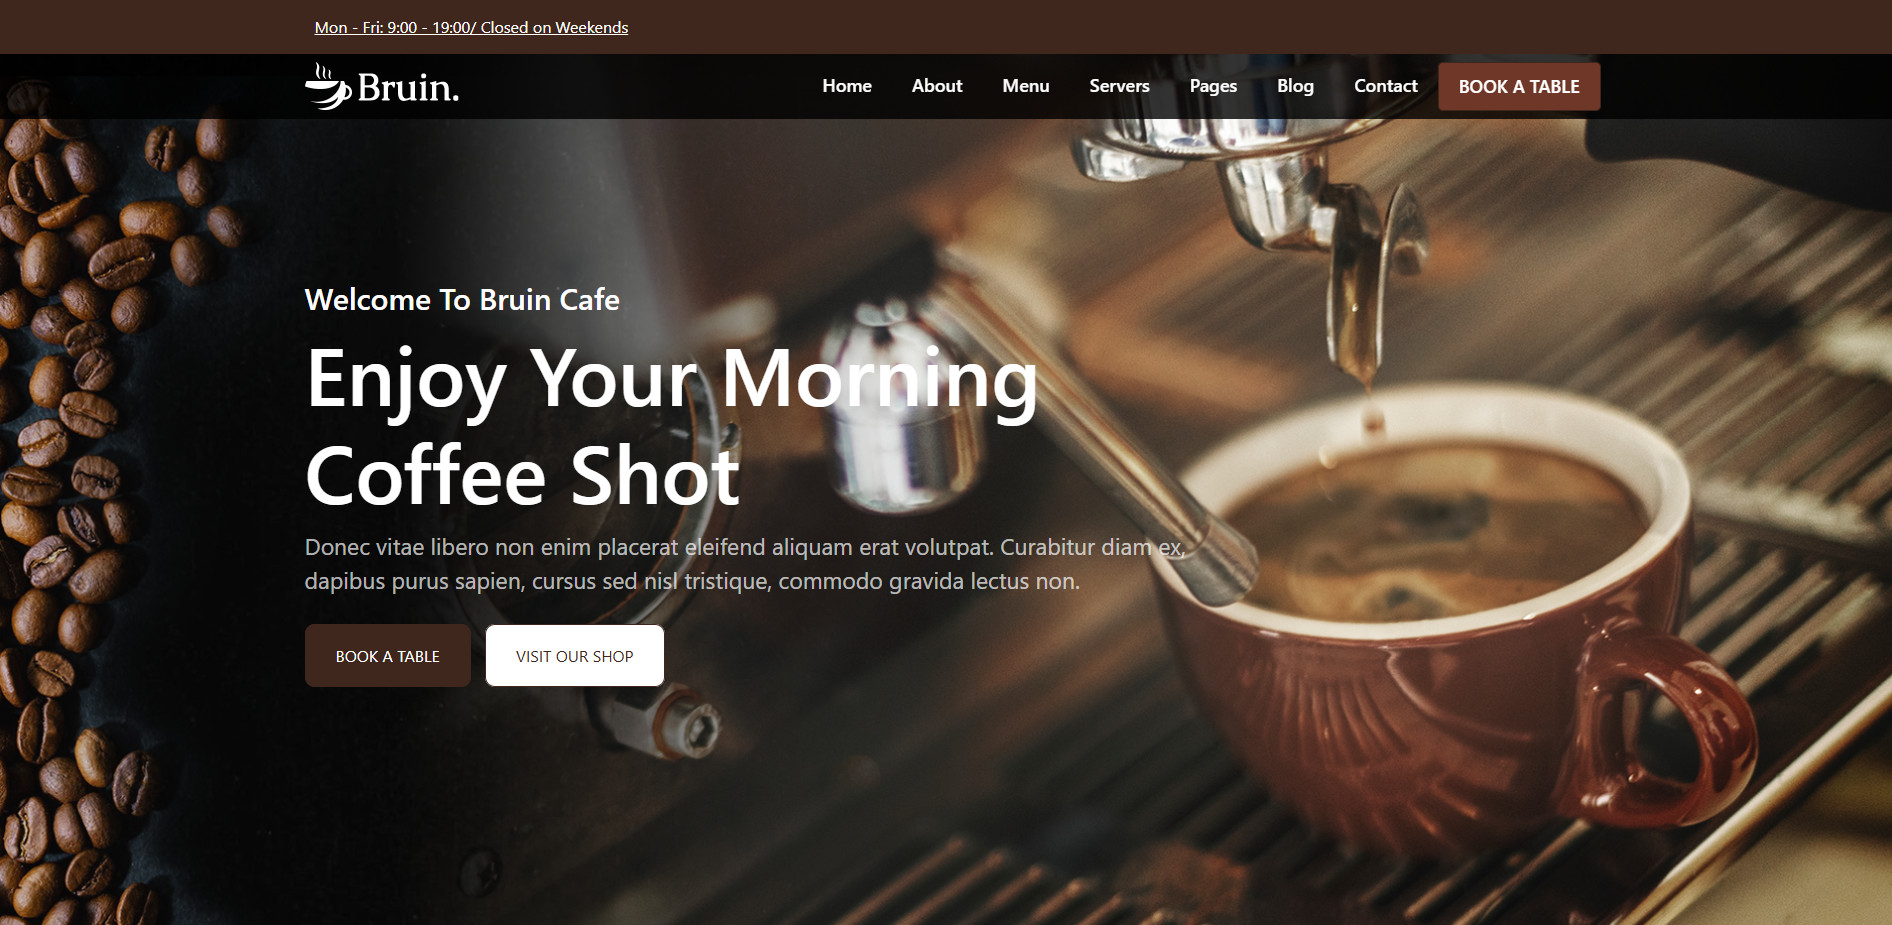 Mon - Fri: 9:00 - 19:00/ Closed on Weekends
Bruin.
Home
About
Menu
Servers
Pages
Blog
Contact
BOOK A TABLE
Welcome To Bruin Cafe
Enjoy Your Morning
Coffee Shot
Donec vitae libero non enim placerat eleifend aliquam erat volutpat. Curabitur diam ex,
dapibus purus sapien, cursus sed nisl tristique, commodo gravida lectus non.
BOOK A TABLE
VISIT OUR SHOP